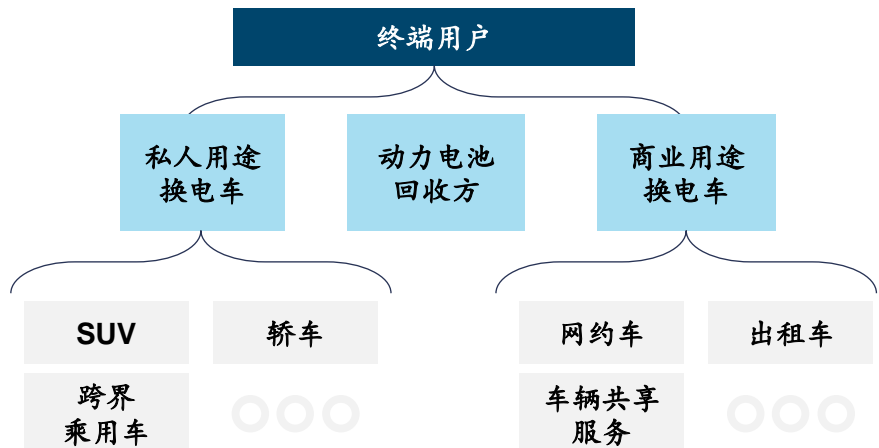 终端用户
私人用途
换电车
动力电池
回收方
商业用途
换电车
SUV
轿车
网约车
出租车
跨界
乘用车
车辆共享
服务